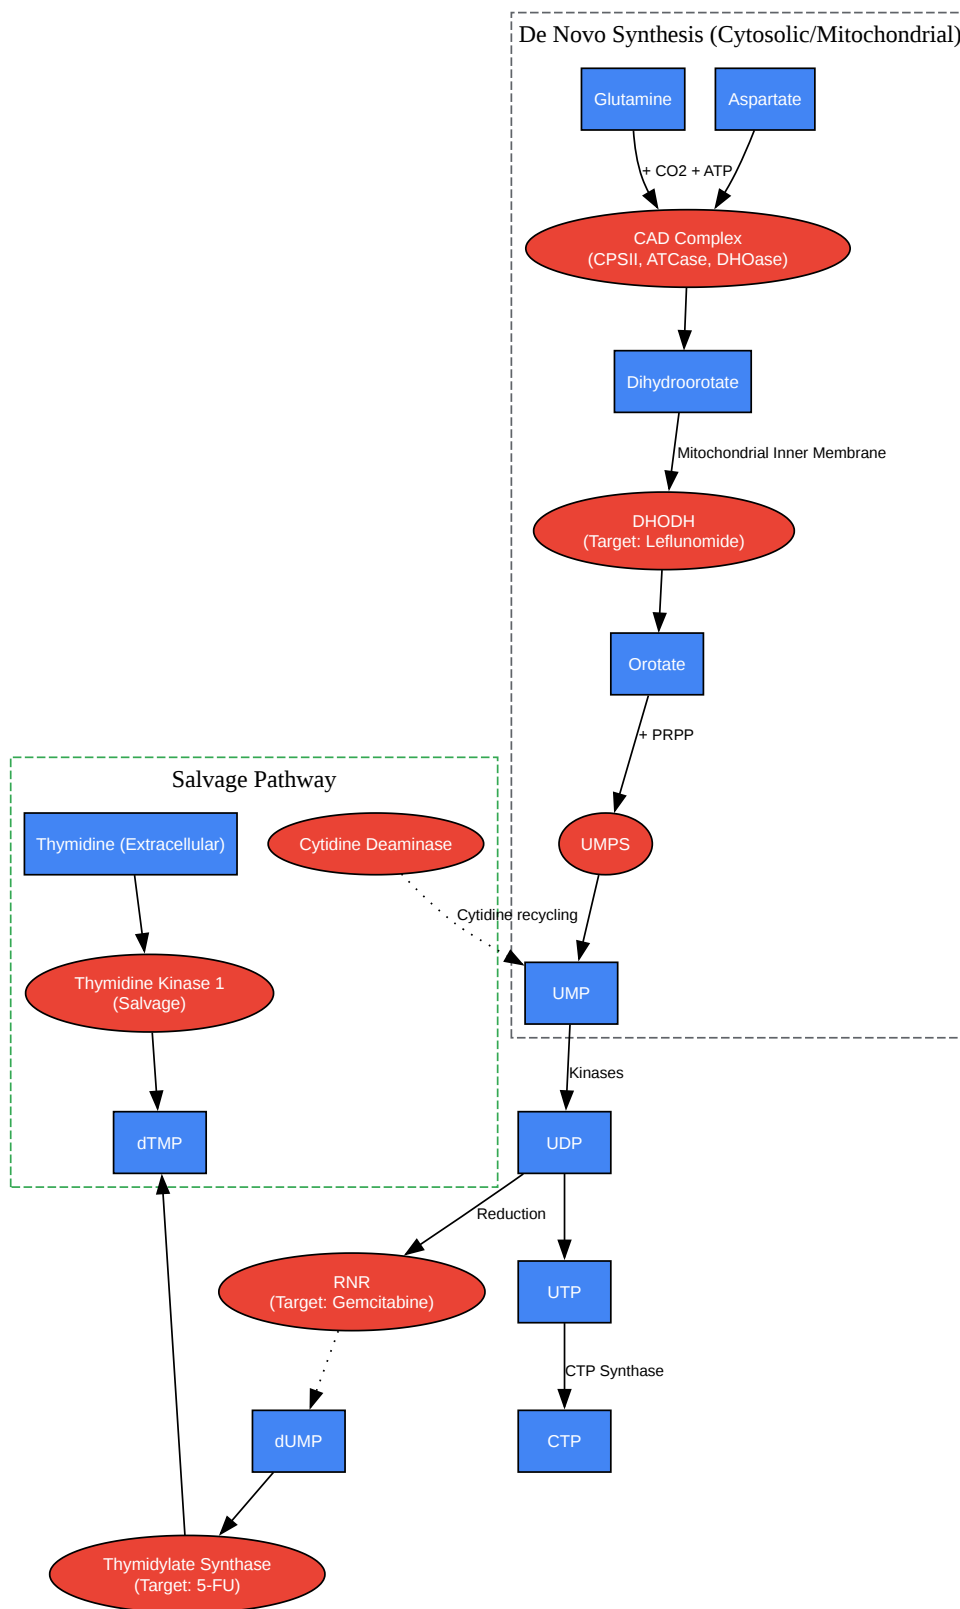 De Novo Synthesis (Cytosolic/Mitochondrial)
Glutamine
Aspartate
+ CO2 + ATP
CAD Complex
(CPSII, ATCase, DHOase)
Dihydroorotate
Mitochondrial Inner Membrane
DHODH
(Target: Leflunomide)
Orotate
+ PRPP
Salvage Pathway
Thymidine (Extracellular)
Cytidine Deaminase
UMPS
Cytidine recycling
Thymidine Kinase 1
(Salvage)
UMP
Kinases
dTMP
UDP
Reduction
RNR
(Target: Gemcitabine)
UTP
CTP Synthase
dUMP
CTP
Thymidylate Synthase
(Target: 5-FU)